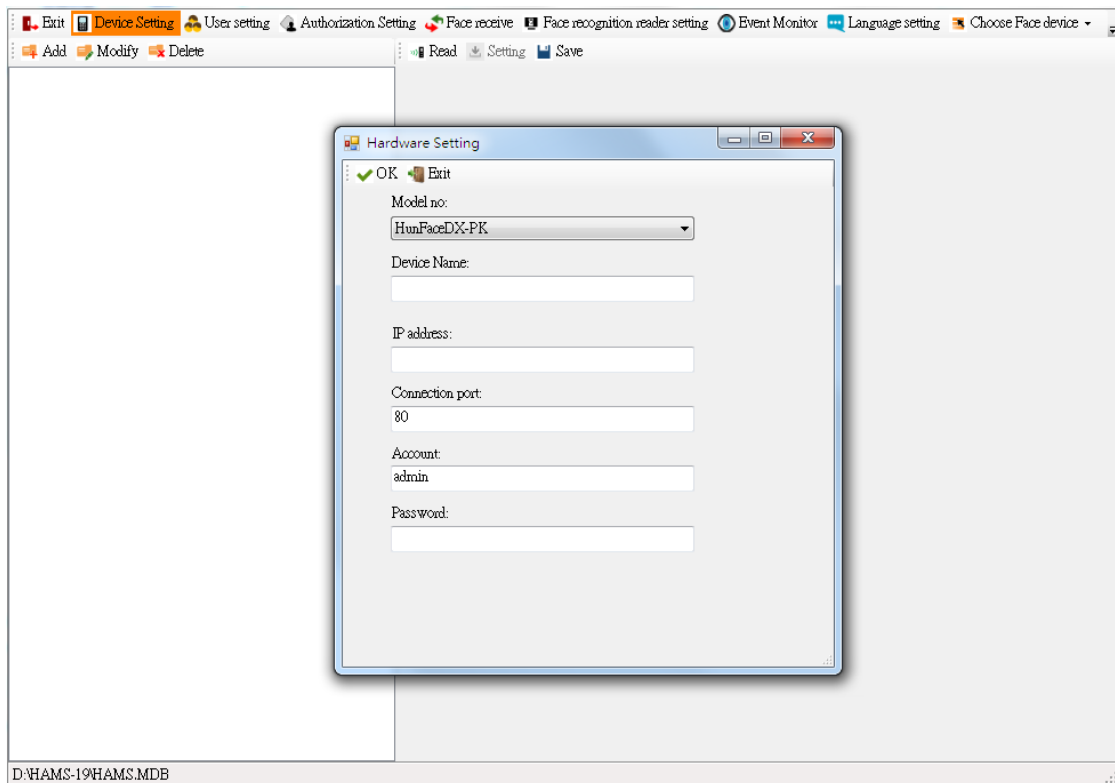 Exit Device Setting User setting Authorization Setting Face receive Face recognition reader setting Event Monitor Language setting Choose Face device
Add Modify Delete Read Setting Save
Hardware Setting
OK Exit
Model no:
HunFaceDX-PK
Device Name:
IP address:
Connection port:
80
Account:
admin
Password:
D:\HAMS-19\HAMS.MDB